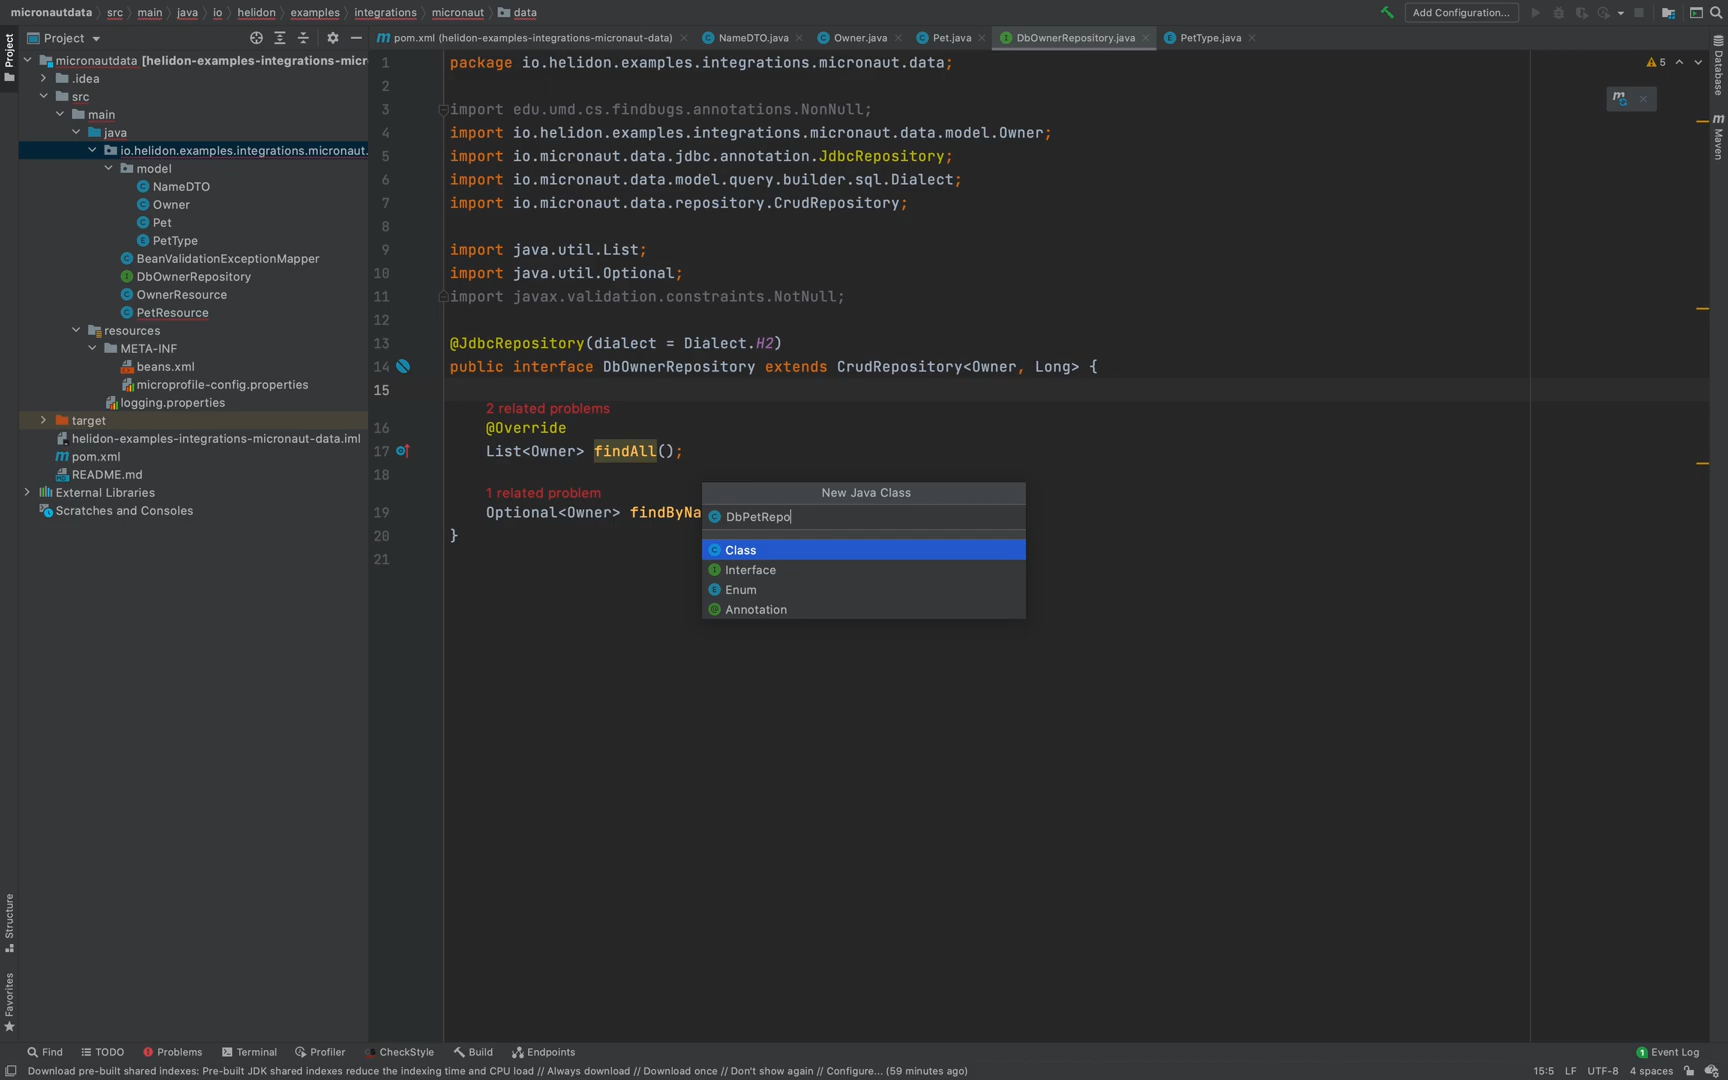 micronautdata src main java io helidon examples integrations micronaut data
Add Configuration...
Project
pom.xml (helidon-examples-integrations-micronaut-data) NameDTO.java Owner.java Pet.java DbOwnerRepository.java PetType.java
Project
micronautdata [helidon-examples-integrations-micr
.idea
src
main
java
io.helidon.examples.integrations.micronaut.
model
NameDTO
Owner
Pet
PetType
BeanValidationExceptionMapper
DbOwnerRepository
OwnerResource
PetResource
resources
META-INF
beans.xml
microprofile-config.properties
logging.properties
target
helidon-examples-integrations-micronaut-data.iml
pom.xml
README.md
External Libraries
Scratches and Consoles
1 package io.helidon.examples.integrations.micronaut.data;
2
3 import edu.umd.cs.findbugs.annotations.NonNull;
4 import io.helidon.examples.integrations.micronaut.data.model.Owner;
5 import io.micronaut.data.jdbc.annotation.JdbcRepository;
6 import io.micronaut.data.model.query.builder.sql.Dialect;
7 import io.micronaut.data.repository.CrudRepository;
8
9 import java.util.List;
10 import java.util.Optional;
11 import javax.validation.constraints.NotNull;
12
13 @JdbcRepository(dialect = Dialect.H2)
14 public interface DbOwnerRepository extends CrudRepository<Owner, Long> {
15
2 related problems
16 @Override
17 List<Owner> findAll();
18
1 related problem
19 Optional<Owner> findByNa
20 }
21
New Java Class
DbPetRepo
Class
Interface
Enum
Annotation
5
Database
Maven
Structure
Favorites
Find TODO Problems Terminal Profiler CheckStyle Build Endpoints
1 Event Log
Download pre-built shared indexes: Pre-built JDK shared indexes reduce the indexing time and CPU load // Always download // Download once // Don't show again // Configure... (59 minutes ago)
15:5 LF UTF-8 4 spaces